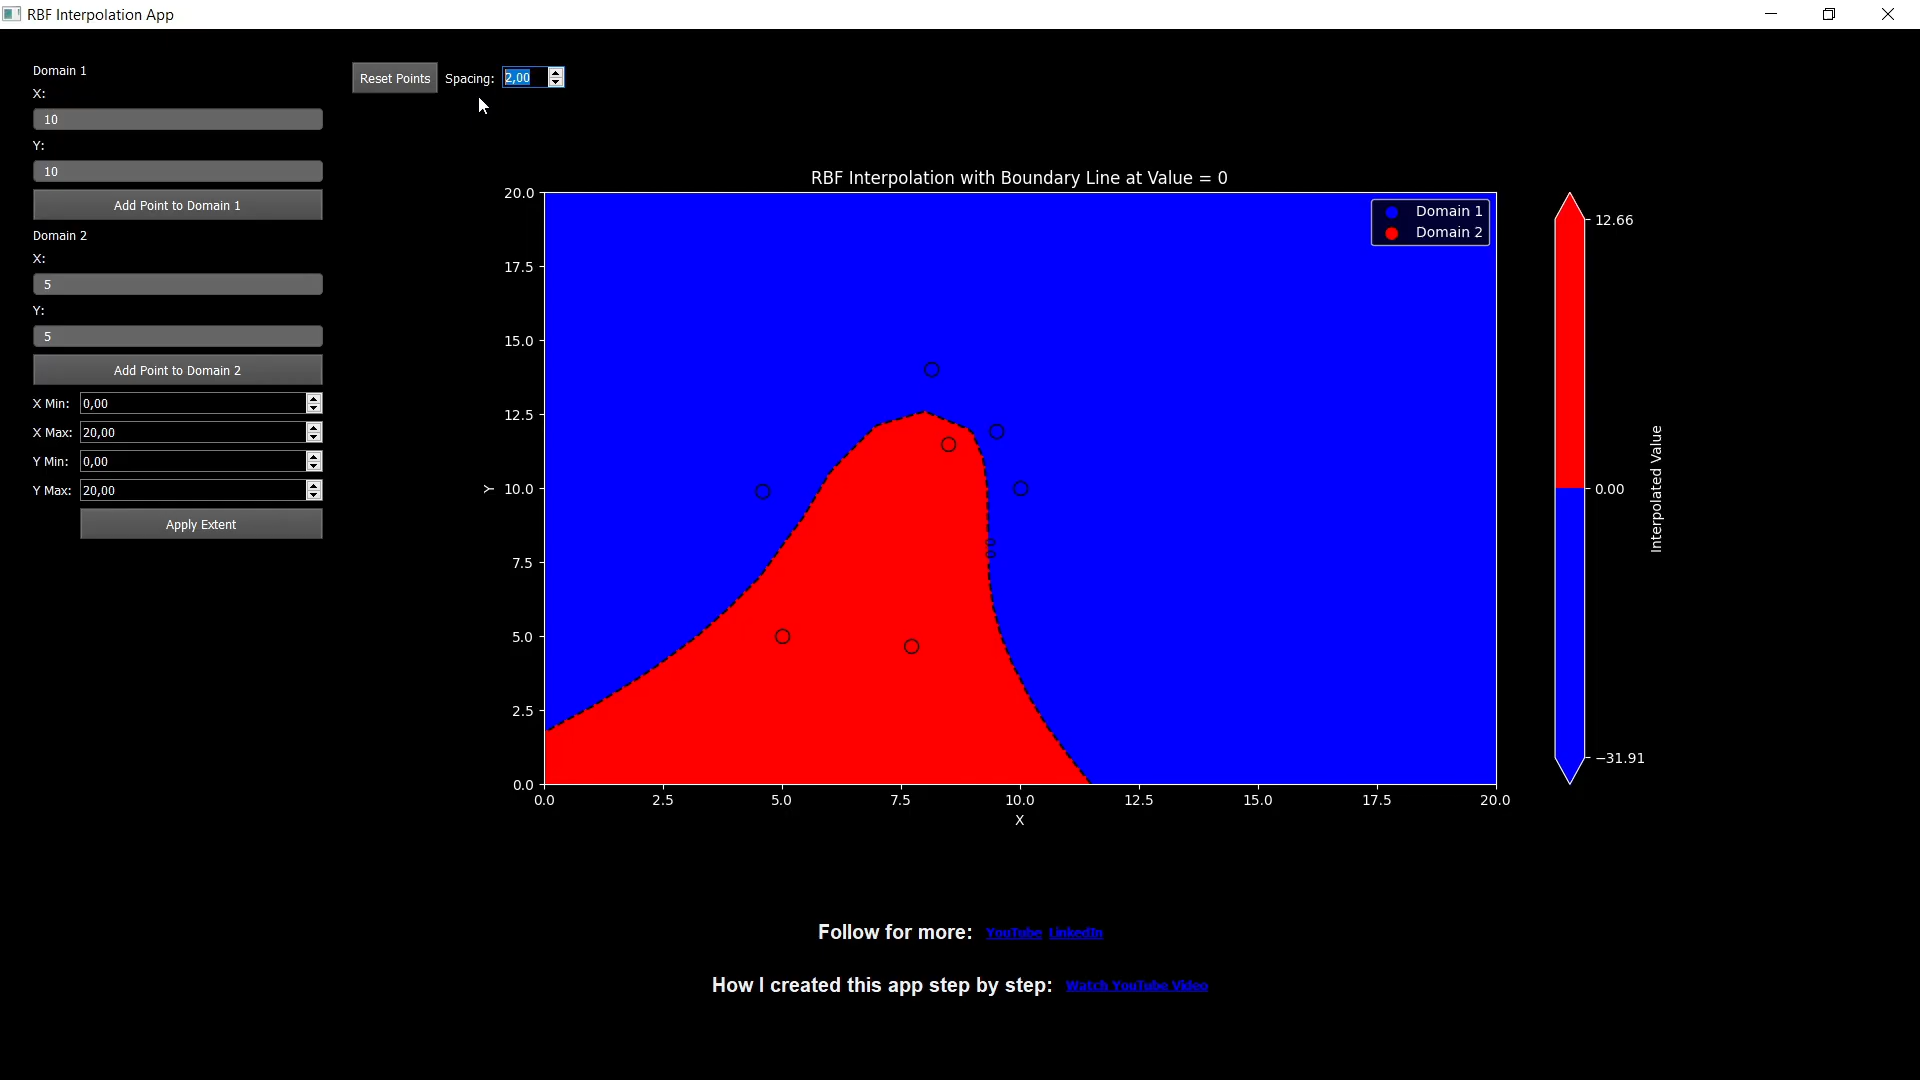 RBF Interpolation App
Domain 1
X:
10
Y:
10
Add Point to Domain 1
Domain 2
X:
5
Y:
5
Add Point to Domain 2
X Min: 0,00
X Max: 20,00
Y Min: 0,00
Y Max: 20,00
Apply Extent
Reset Points Spacing: 2,00
RBF Interpolation with Boundary Line at Value = 0
Domain 1
Domain 2
20.0
17.5
15.0
12.5
10.0
7.5
5.0
2.5
0.0
Y
0.0 2.5 5.0 7.5 10.0 12.5 15.0 17.5 20.0
X
12.66
0.00
−31.91
Interpolated Value
Follow for more: YouTube LinkedIn
How I created this app step by step: Watch YouTube Video